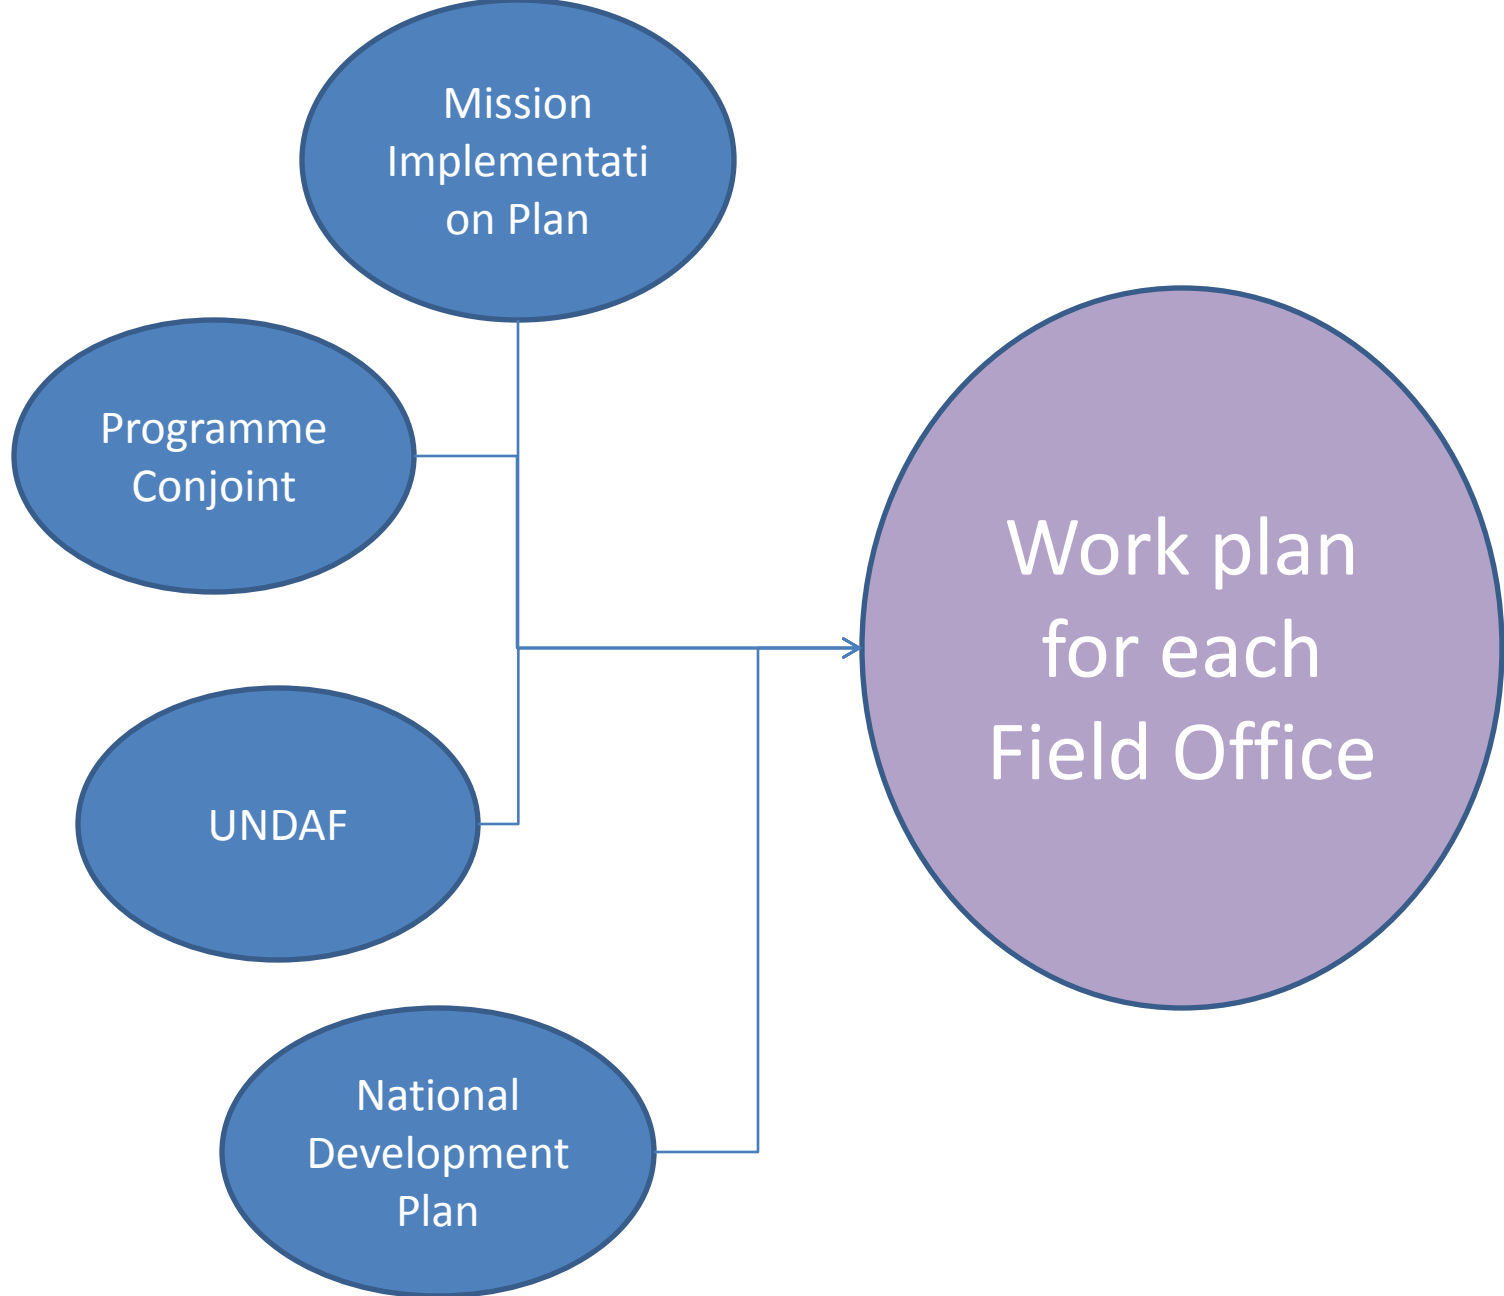 Mission
Implementati
on Plan
Programme
Conjoint
UNDAF
National
Development
Plan
Work plan
for each
Field Office